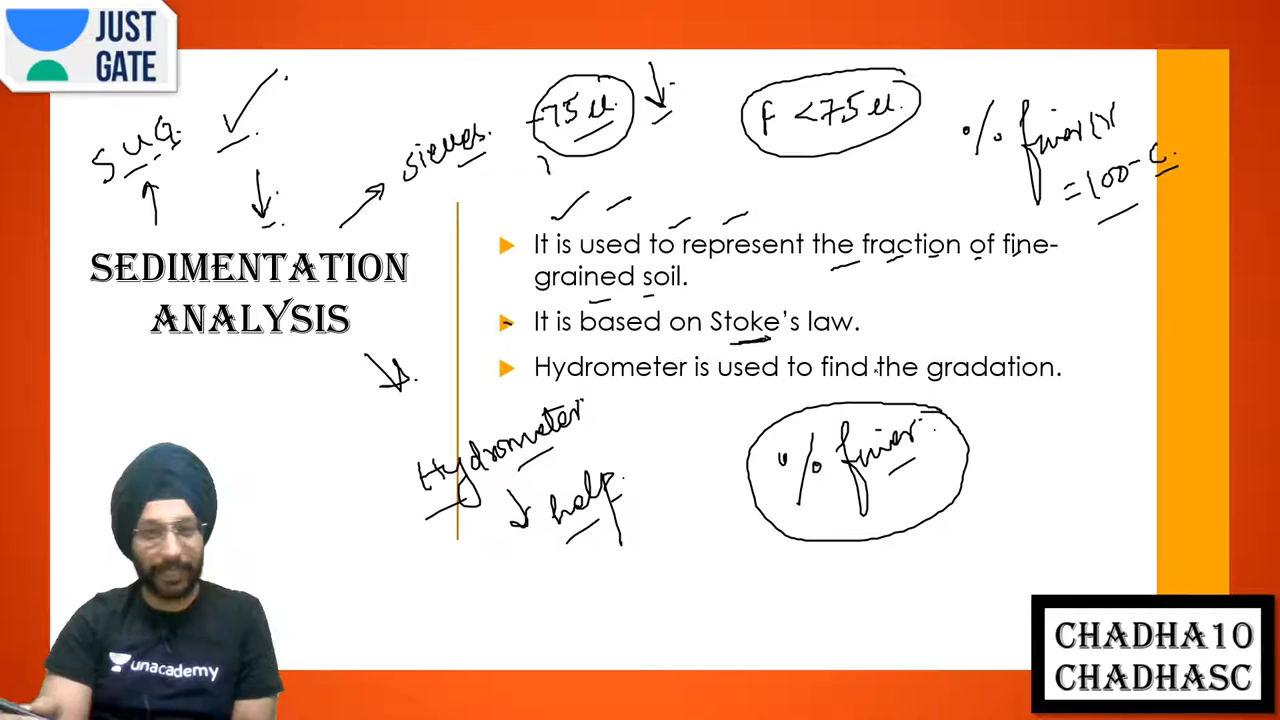 JUST
GATE
75 µ
F < 75 µ.
% finer
= 100 - C.
sieves.
SEDIMENTATION
ANALYSIS
It is used to represent the fraction of fine-
grained soil.
It is based on Stoke's law.
Hydrometer is used to find the gradation.
Hydrometer
help.
% finer.
unacademy
CHADHA10
CHADHASC